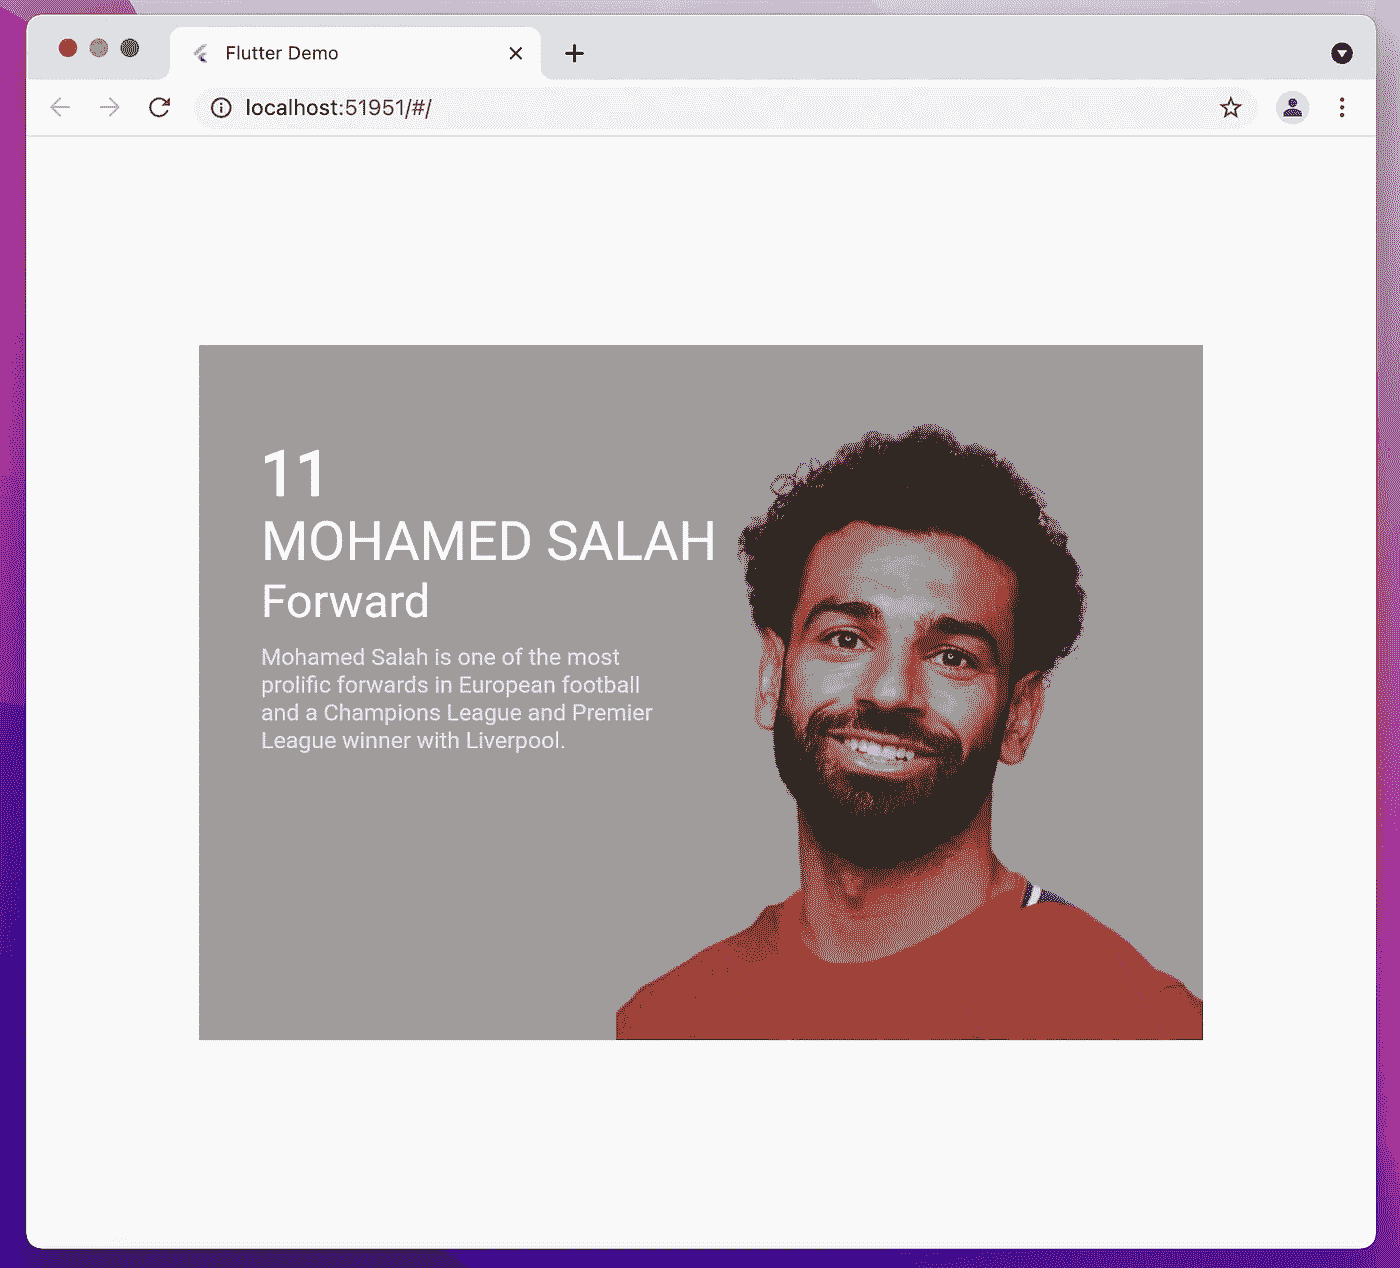 Flutter Demo
localhost:51951/#/
11
MOHAMED SALAH
Forward
Mohamed Salah is one of the most
prolific forwards in European football
and a Champions League and Premier
League winner with Liverpool.